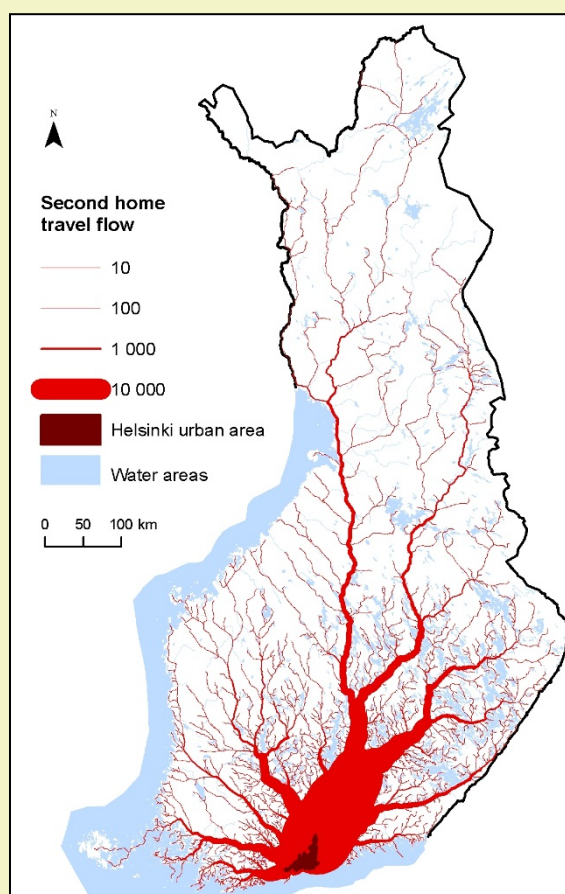 N
Second home
travel flow
10
100
1 000
10 000
Helsinki urban area
Water areas
0 50 100 km